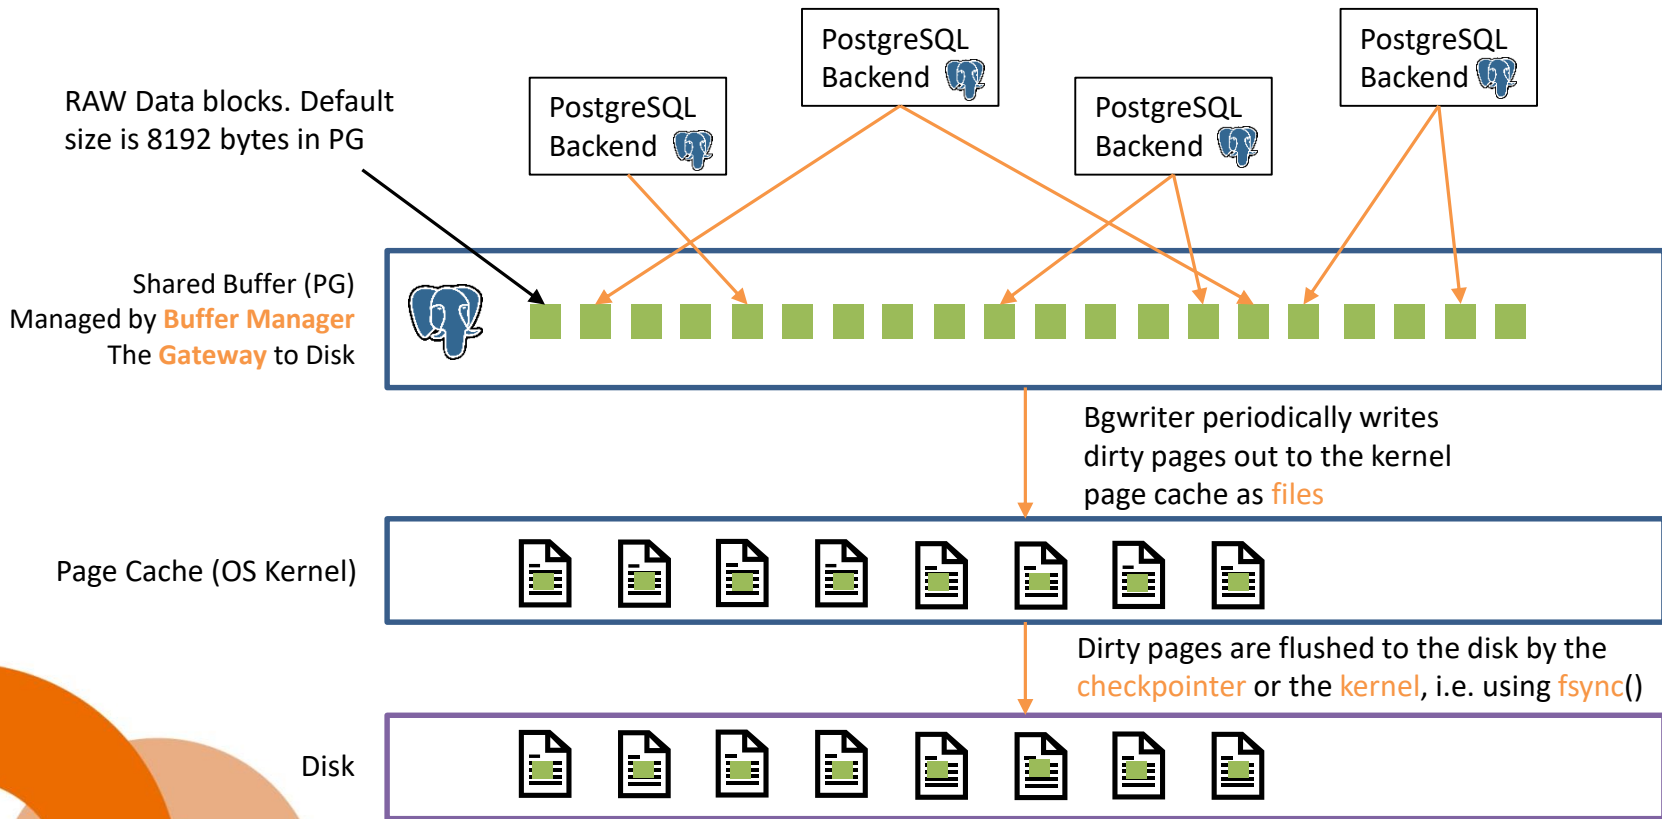 PostgreSQL
Backend
PostgreSQL
Backend
RAW Data blocks. Default
size is 8192 bytes in PG
PostgreSQL
Backend
PostgreSQL
Backend
Shared Buffer (PG)
Managed by Buffer Manager
The Gateway to Disk
Bgwriter periodically writes
dirty pages out to the kernel
page cache as files
Page Cache (OS Kernel)
Dirty pages are flushed to the disk by the
checkpointer or the kernel, i.e. using fsync()
Disk